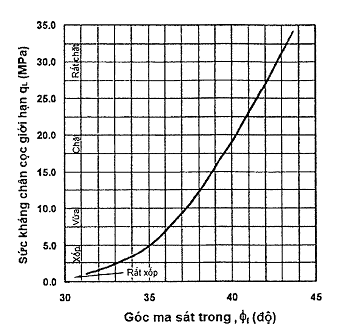 Sức kháng chân cọc giới hạn qL (MPa)
35.0
30.0
25.0
20.0
15.0
10.0
5.0
0.0
Rất chặt
Chặt
Vừa
Xốp
Rất xốp
30
35
40
45
Góc ma sát trong , ϕf (độ)